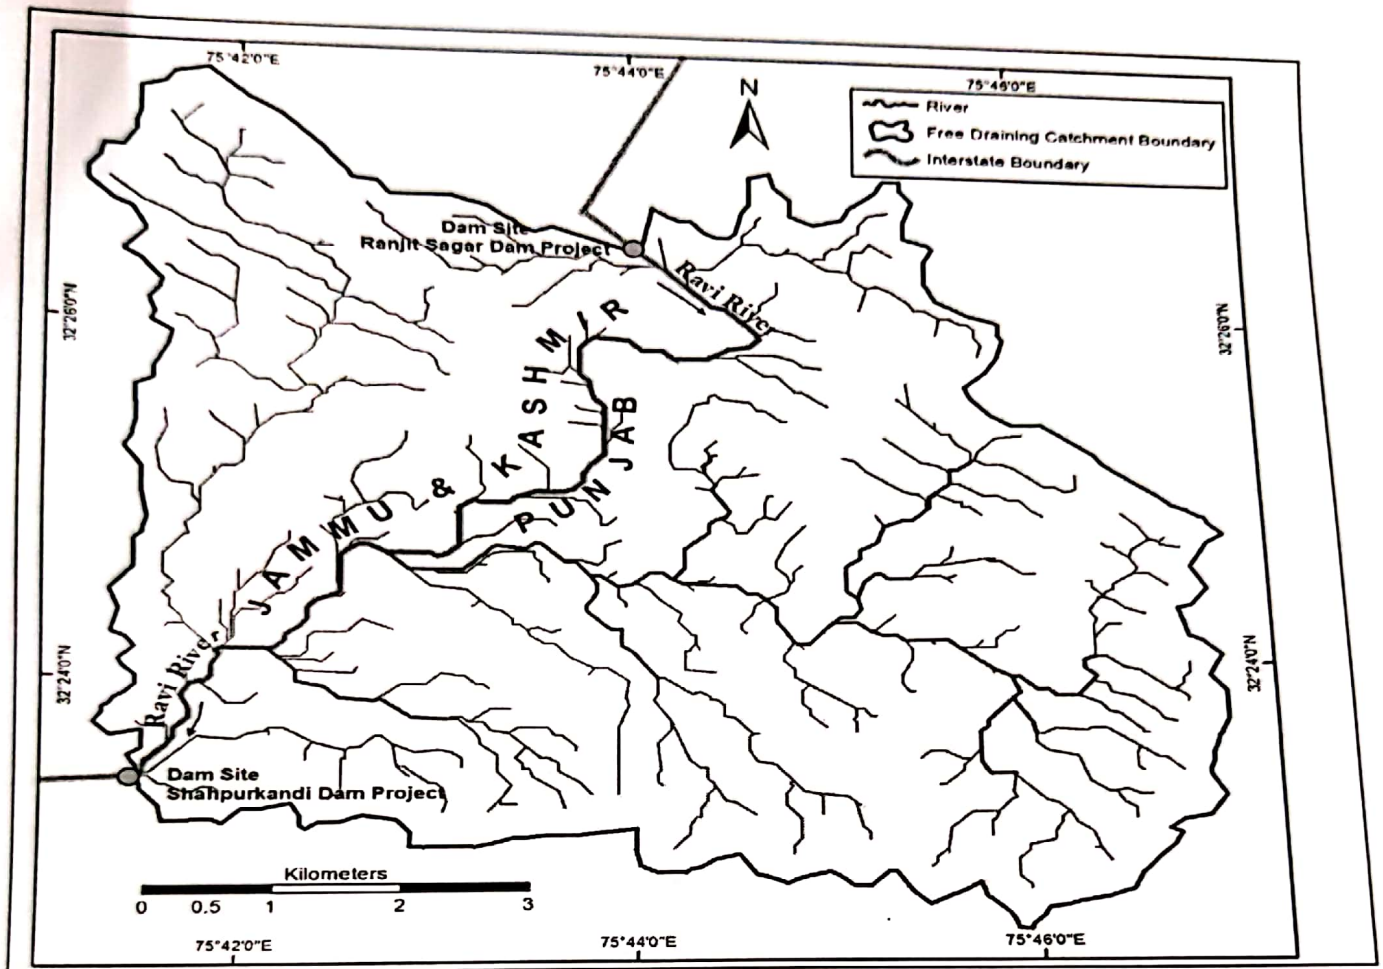 75°42'0"E
75°44'0"E
75°46'0"E
N
River
Free Draining Catchment Boundary
Interstate Boundary
Dam Site
Ranjit Sagar Dam Project
Ravi River
32°26'0"N
32°26'0"N
JAMMU & KASHMIR
PUNJAB
32°24'0"N
32°24'0"N
Ravi River
Dam Site
Shahpurkandi Dam Project
Kilometers
0 0.5 1 2 3
75°42'0"E
75°44'0"E
75°46'0"E